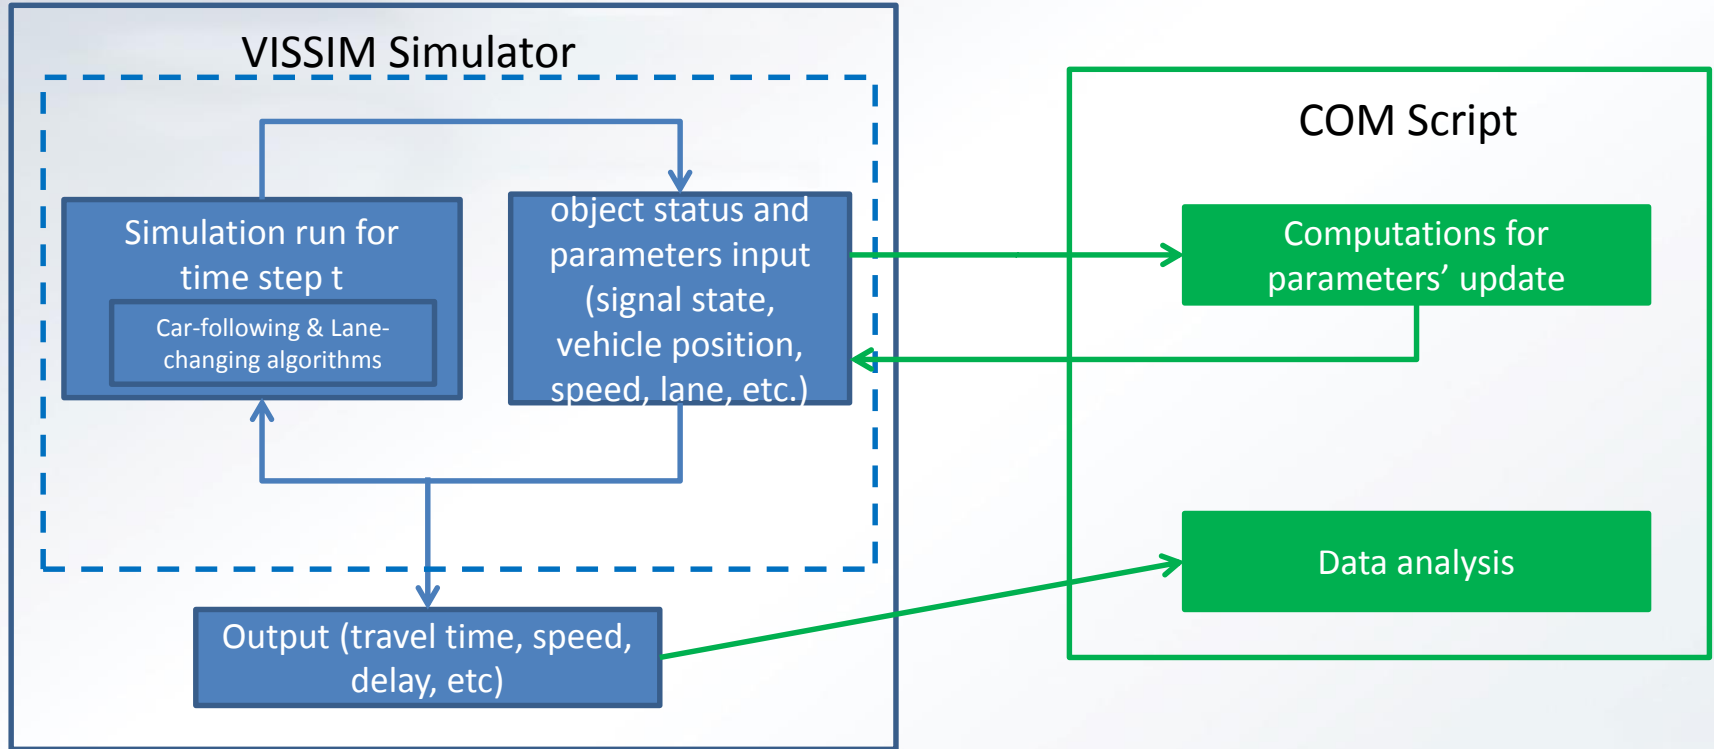 VISSIM Simulator
Simulation run for
time step t
Car-following & Lane-
changing algorithms
object status and
parameters input
(signal state,
vehicle position,
speed, lane, etc.)
Output (travel time, speed,
delay, etc)
COM Script
Computations for
parameters’ update
Data analysis